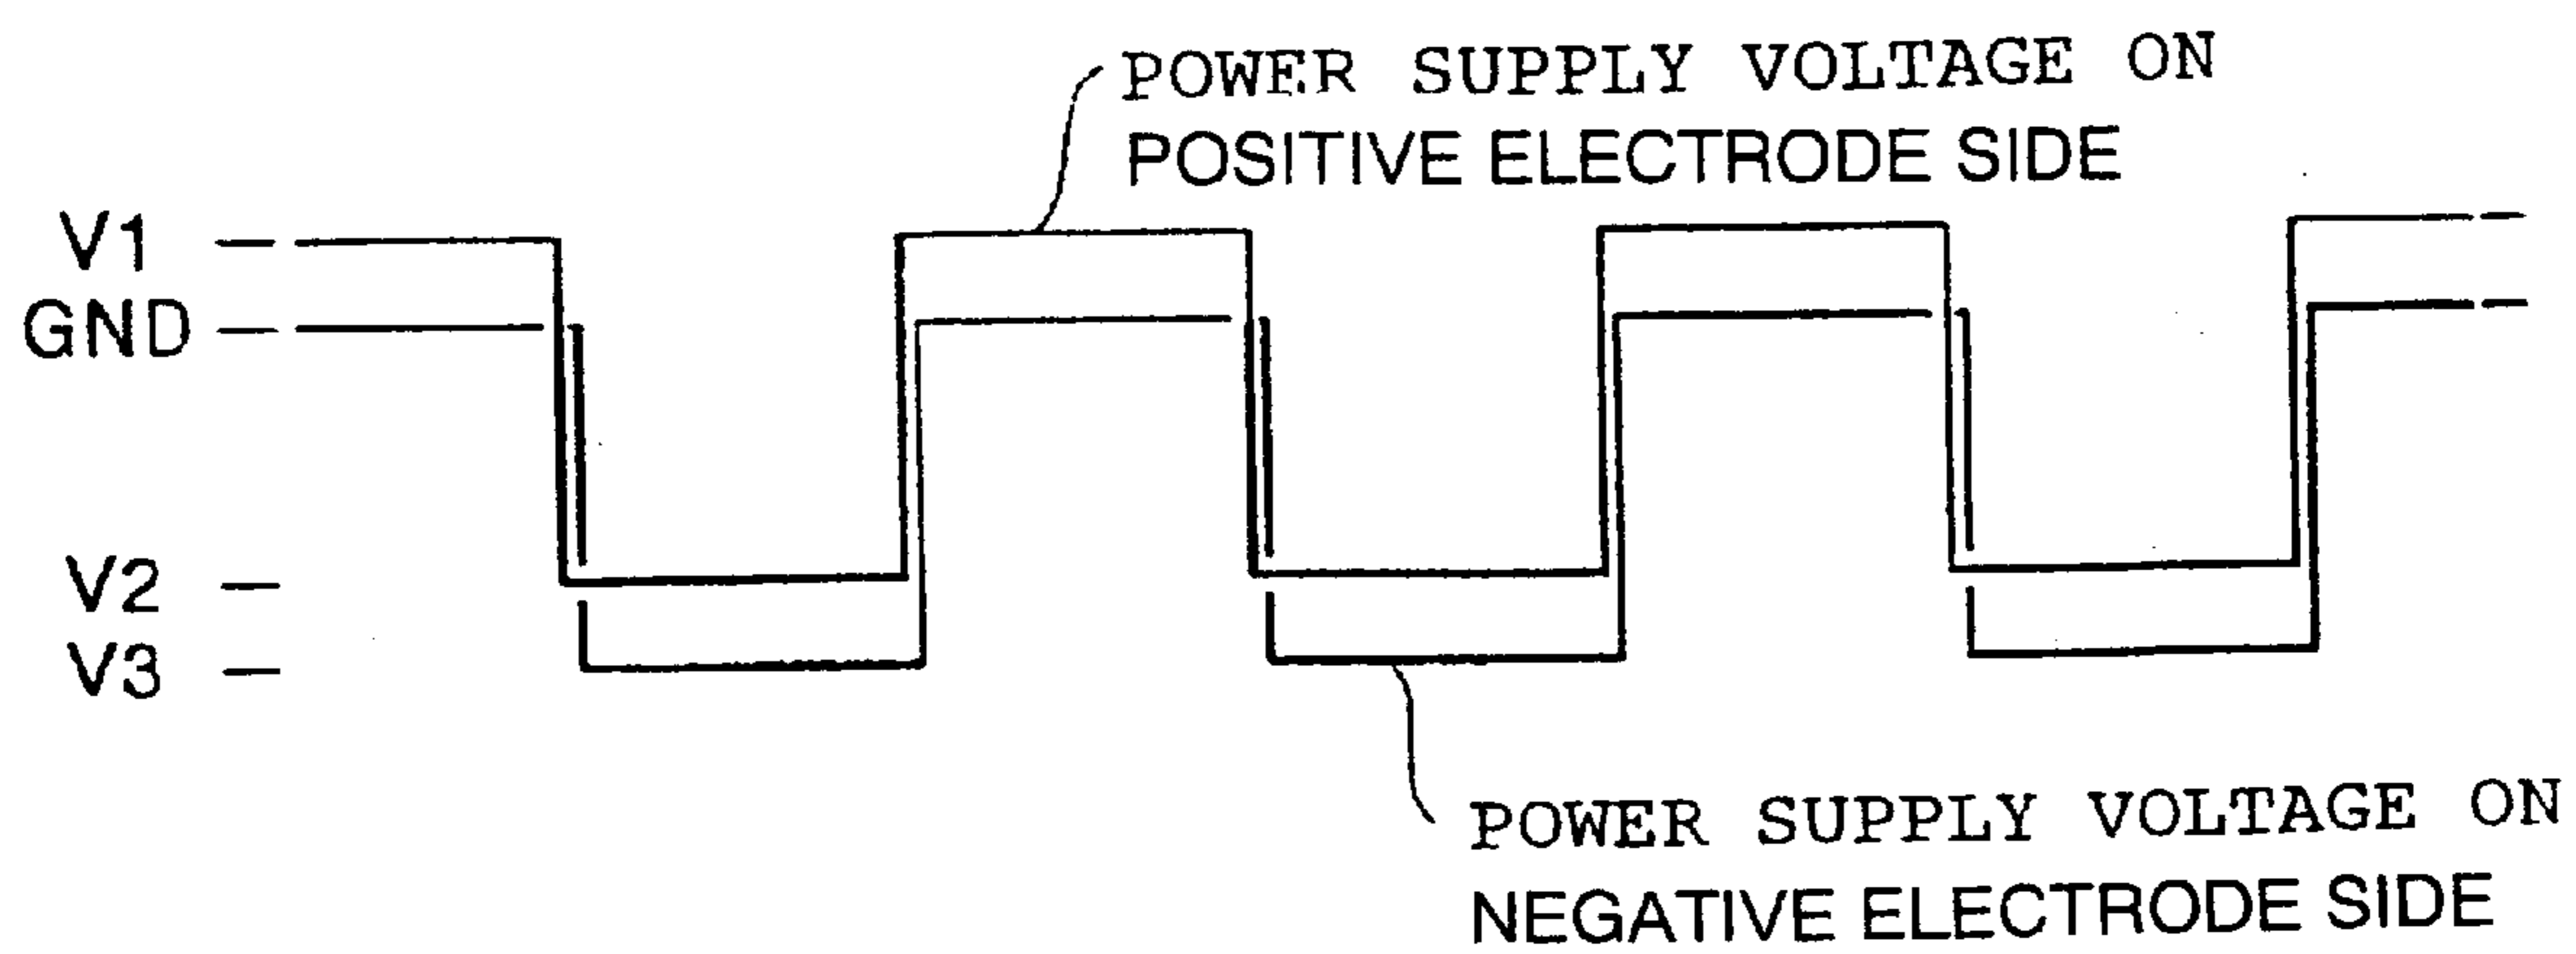 POWER SUPPLY VOLTAGE ON
POSITIVE ELECTRODE SIDE
V1
GND
V2
V3
POWER SUPPLY VOLTAGE ON
NEGATIVE ELECTRODE SIDE